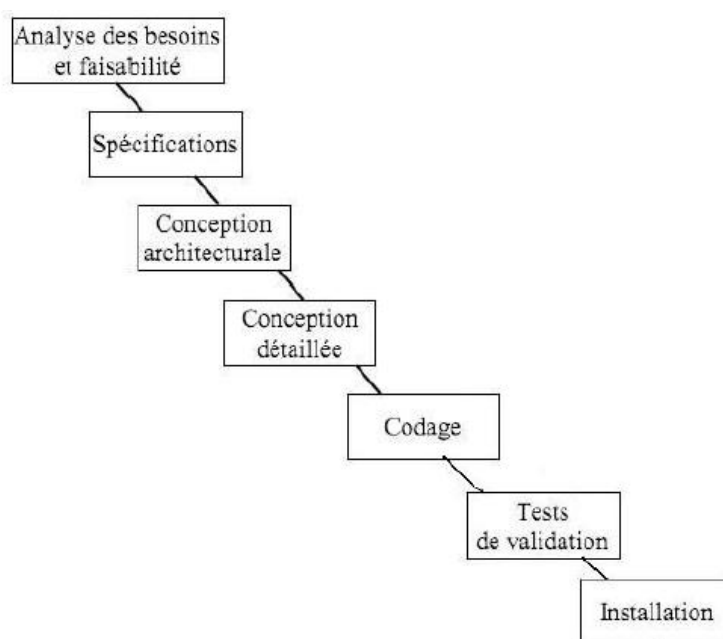 Analyse des besoins
et faisabilité
Spécifications
Conception
architecturale
Conception
détaillée
Codage
Tests
de validation
Installation